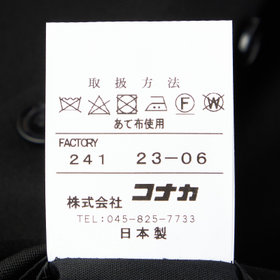 取扱方法
F W
あて布使用
FACTORY
241 23-06
株式会社 コナカ
TEL:045-825-7733
日本製